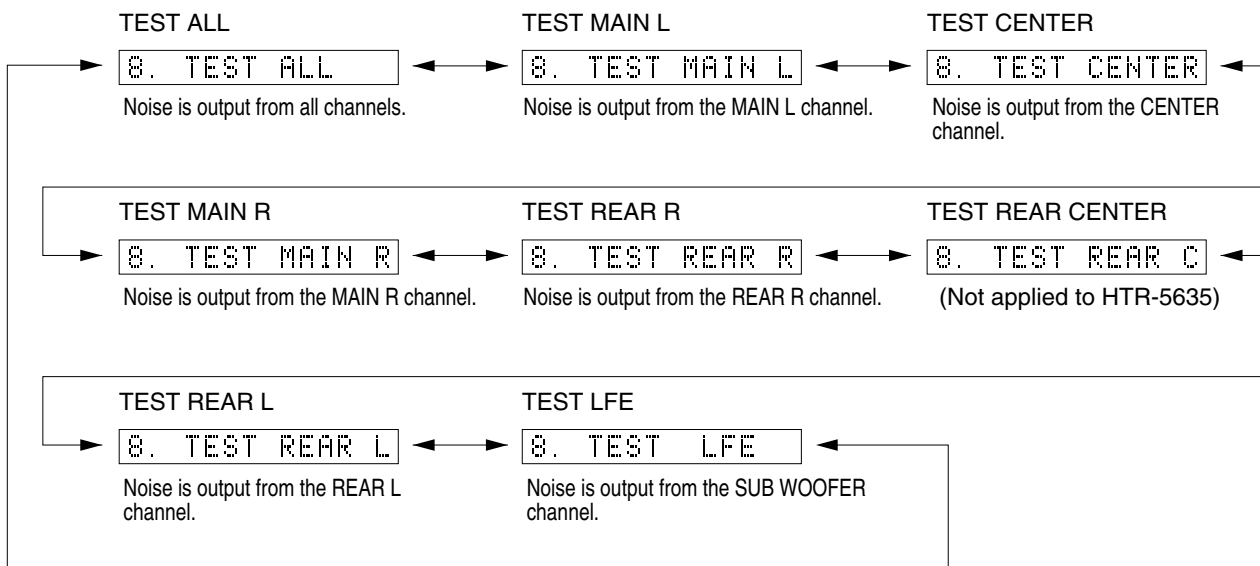 TEST ALL
8. TEST ALL
Noise is output from all channels.
TEST MAIN L
8. TEST MAIN L
Noise is output from the MAIN L channel.
TEST CENTER
8. TEST CENTER
Noise is output from the CENTER
channel.
TEST MAIN R
8. TEST MAIN R
Noise is output from the MAIN R channel.
TEST REAR R
8. TEST REAR R
Noise is output from the REAR R channel.
TEST REAR CENTER
8. TEST REAR C
(Not applied to HTR-5635)
TEST REAR L
8. TEST REAR L
Noise is output from the REAR L
channel.
TEST LFE
8. TEST LFE
Noise is output from the SUB WOOFER
channel.